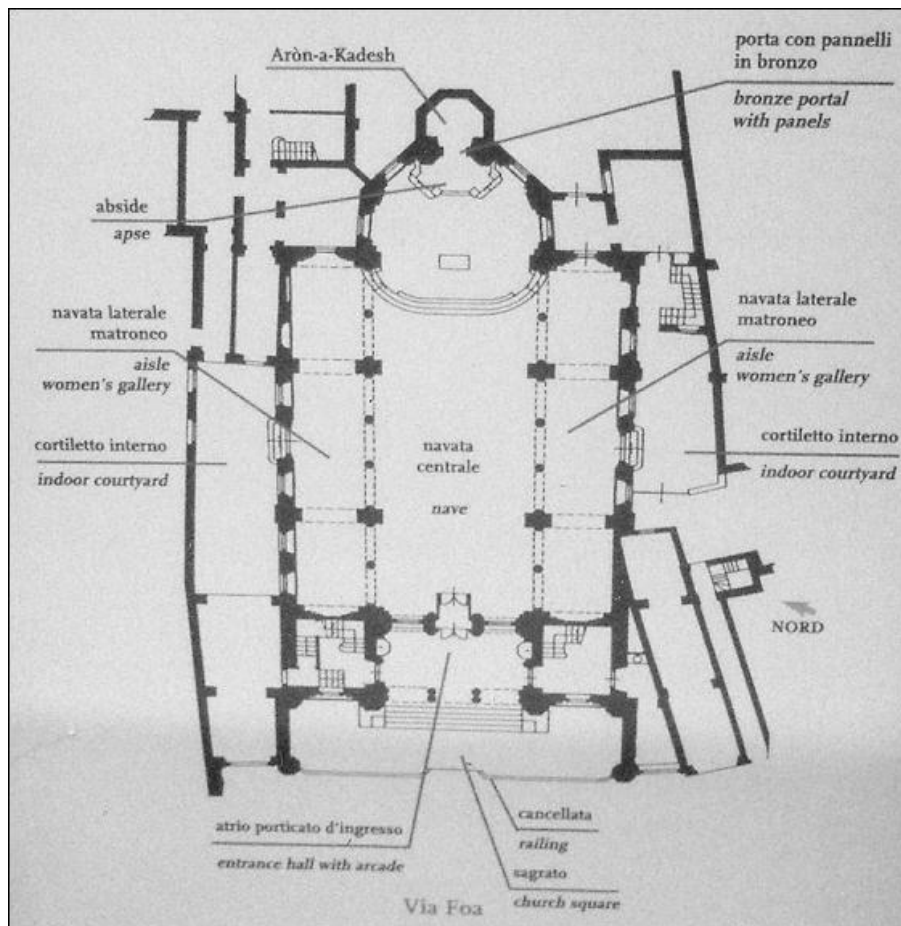 Aròn-a-Kadesh
porta con pannelli
in bronzo
bronze portal
with panels
abside
apse
navata laterale
matroneo
aisle
women's gallery
navata laterale
matroneo
aisle
women's gallery
cortiletto interno
indoor courtyard
navata
centrale
nave
cortiletto interno
indoor courtyard
NORD
atrio porticato d'ingresso
entrance hall with arcade
cancellata
railing
sagrato
church square
Via Foa